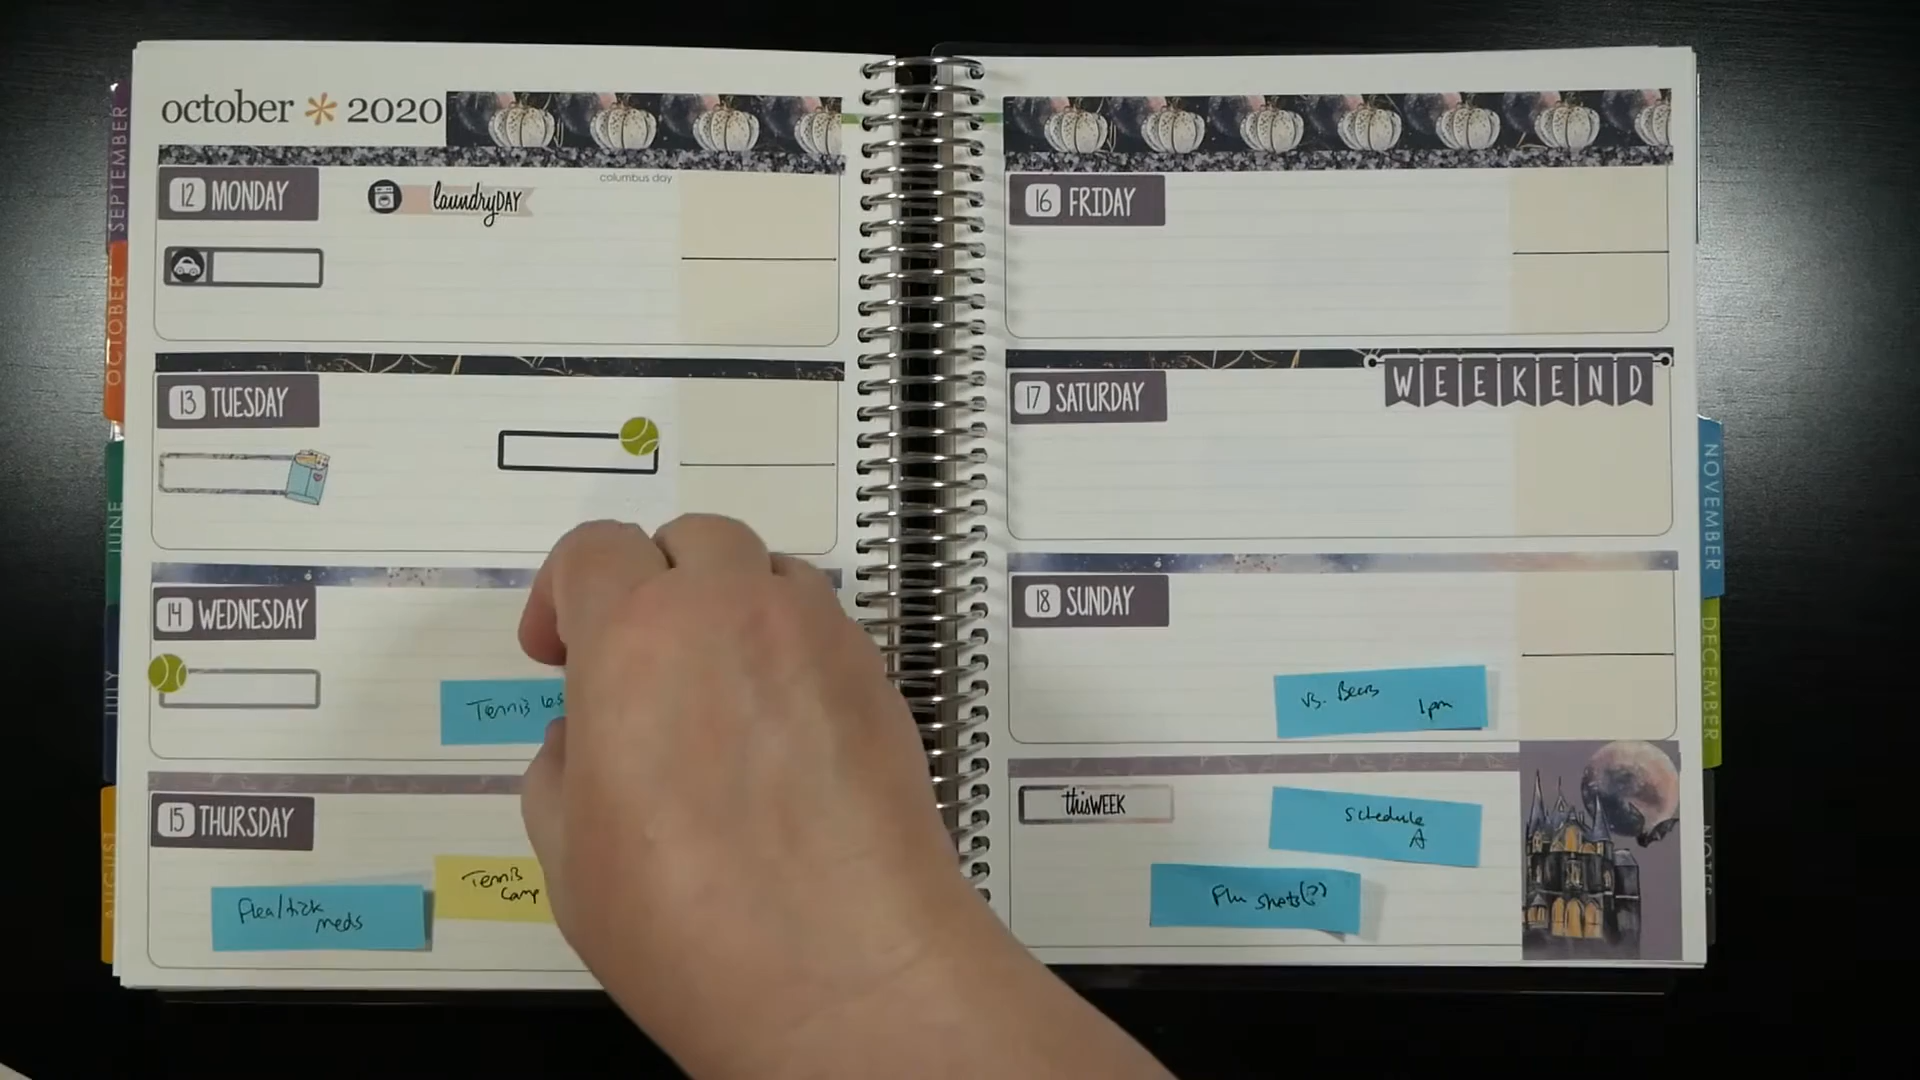 october * 2020
12 MONDAY
laundryDAY
columbus day
13 TUESDAY
14 WEDNESDAY
Tennis les
15 THURSDAY
Flea/tick
meds
Tennis
Camp
16 FRIDAY
17 SATURDAY
WEEKEND
18 SUNDAY
vs. Bears
1pm
thisWEEK
Schedule
A
Flu shots(?)
SEPTEMBER
OCTOBER
JUNE
JULY
AUGUST
NOVEMBER
DECEMBER
NOTES